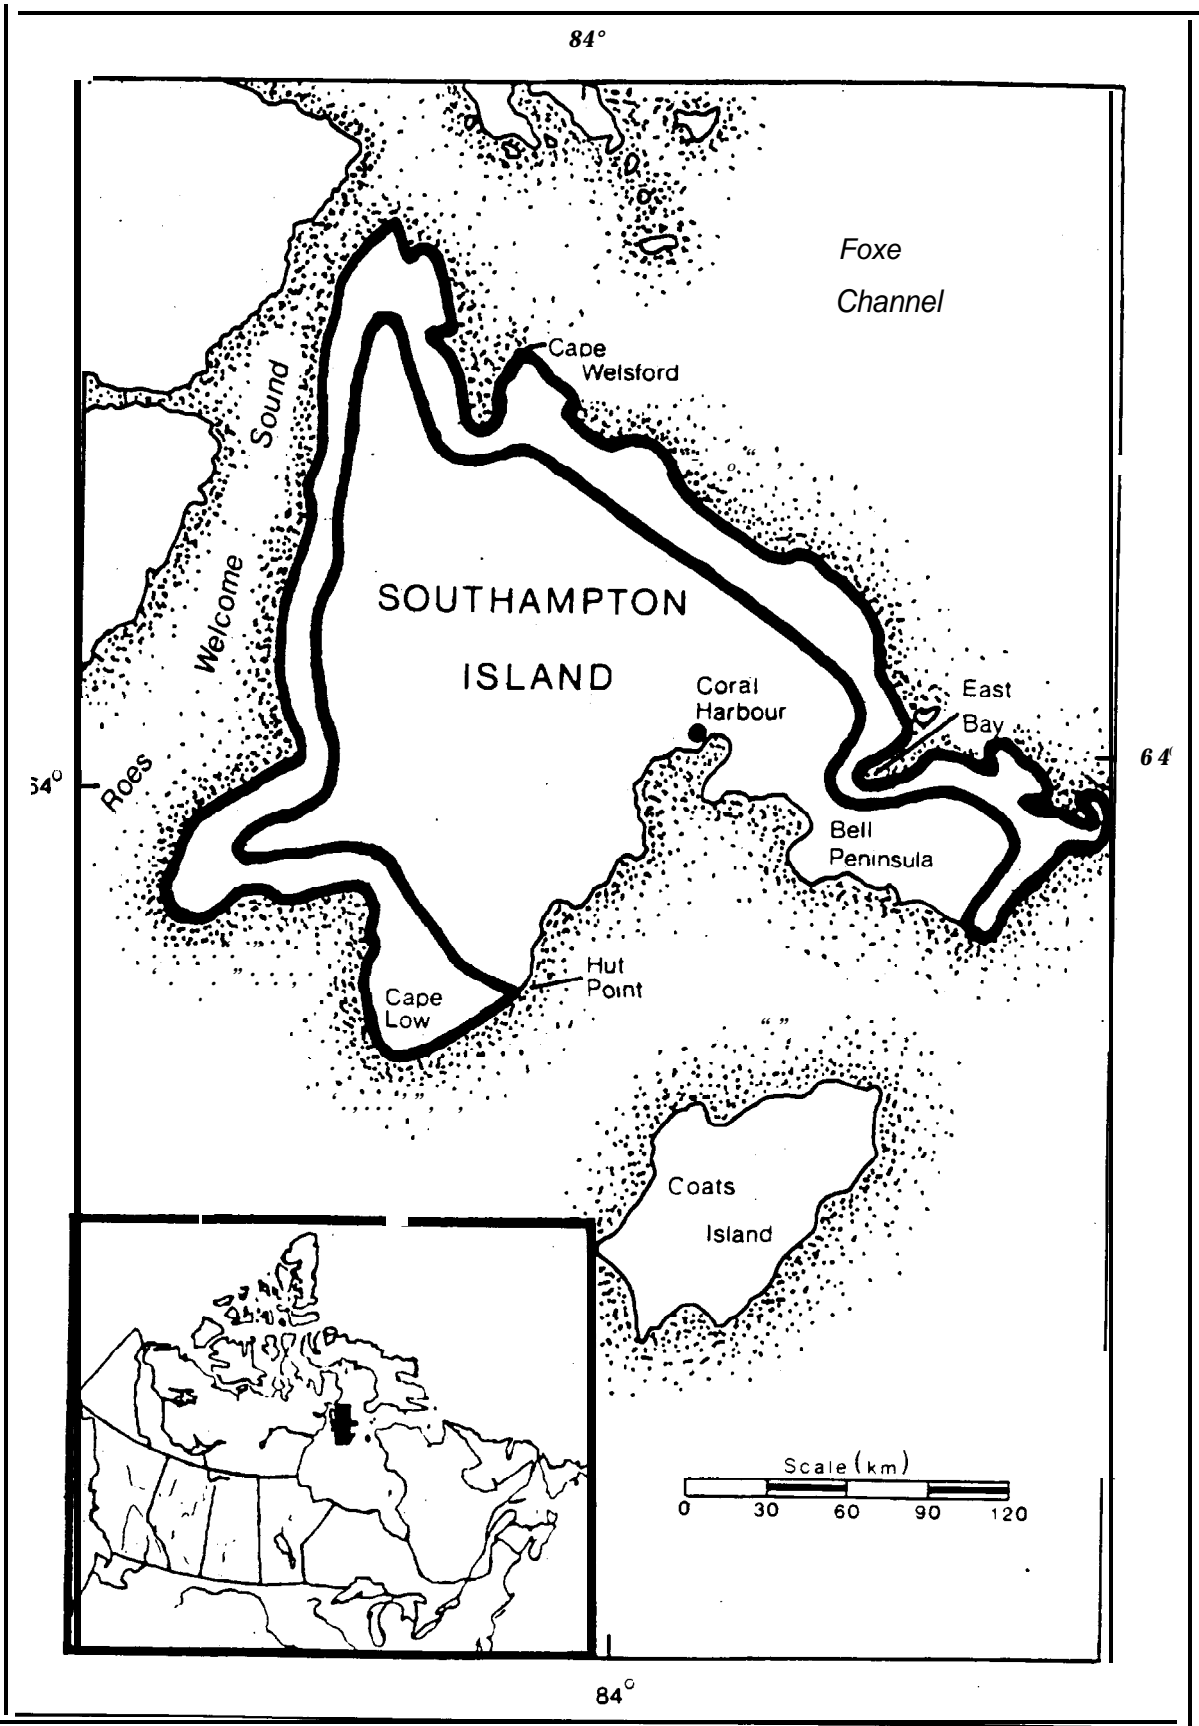 84°
Foxe
Channel
Cape
Welsford
Sound
Welcome
Roes
SOUTHAMPTON
ISLAND
Coral
Harbour
East
Bay
64°
64
Bell
Peninsula
Hut
Point
Cape
Low
Coats
Island
Scale (km)
0 30 60 90 120
84°